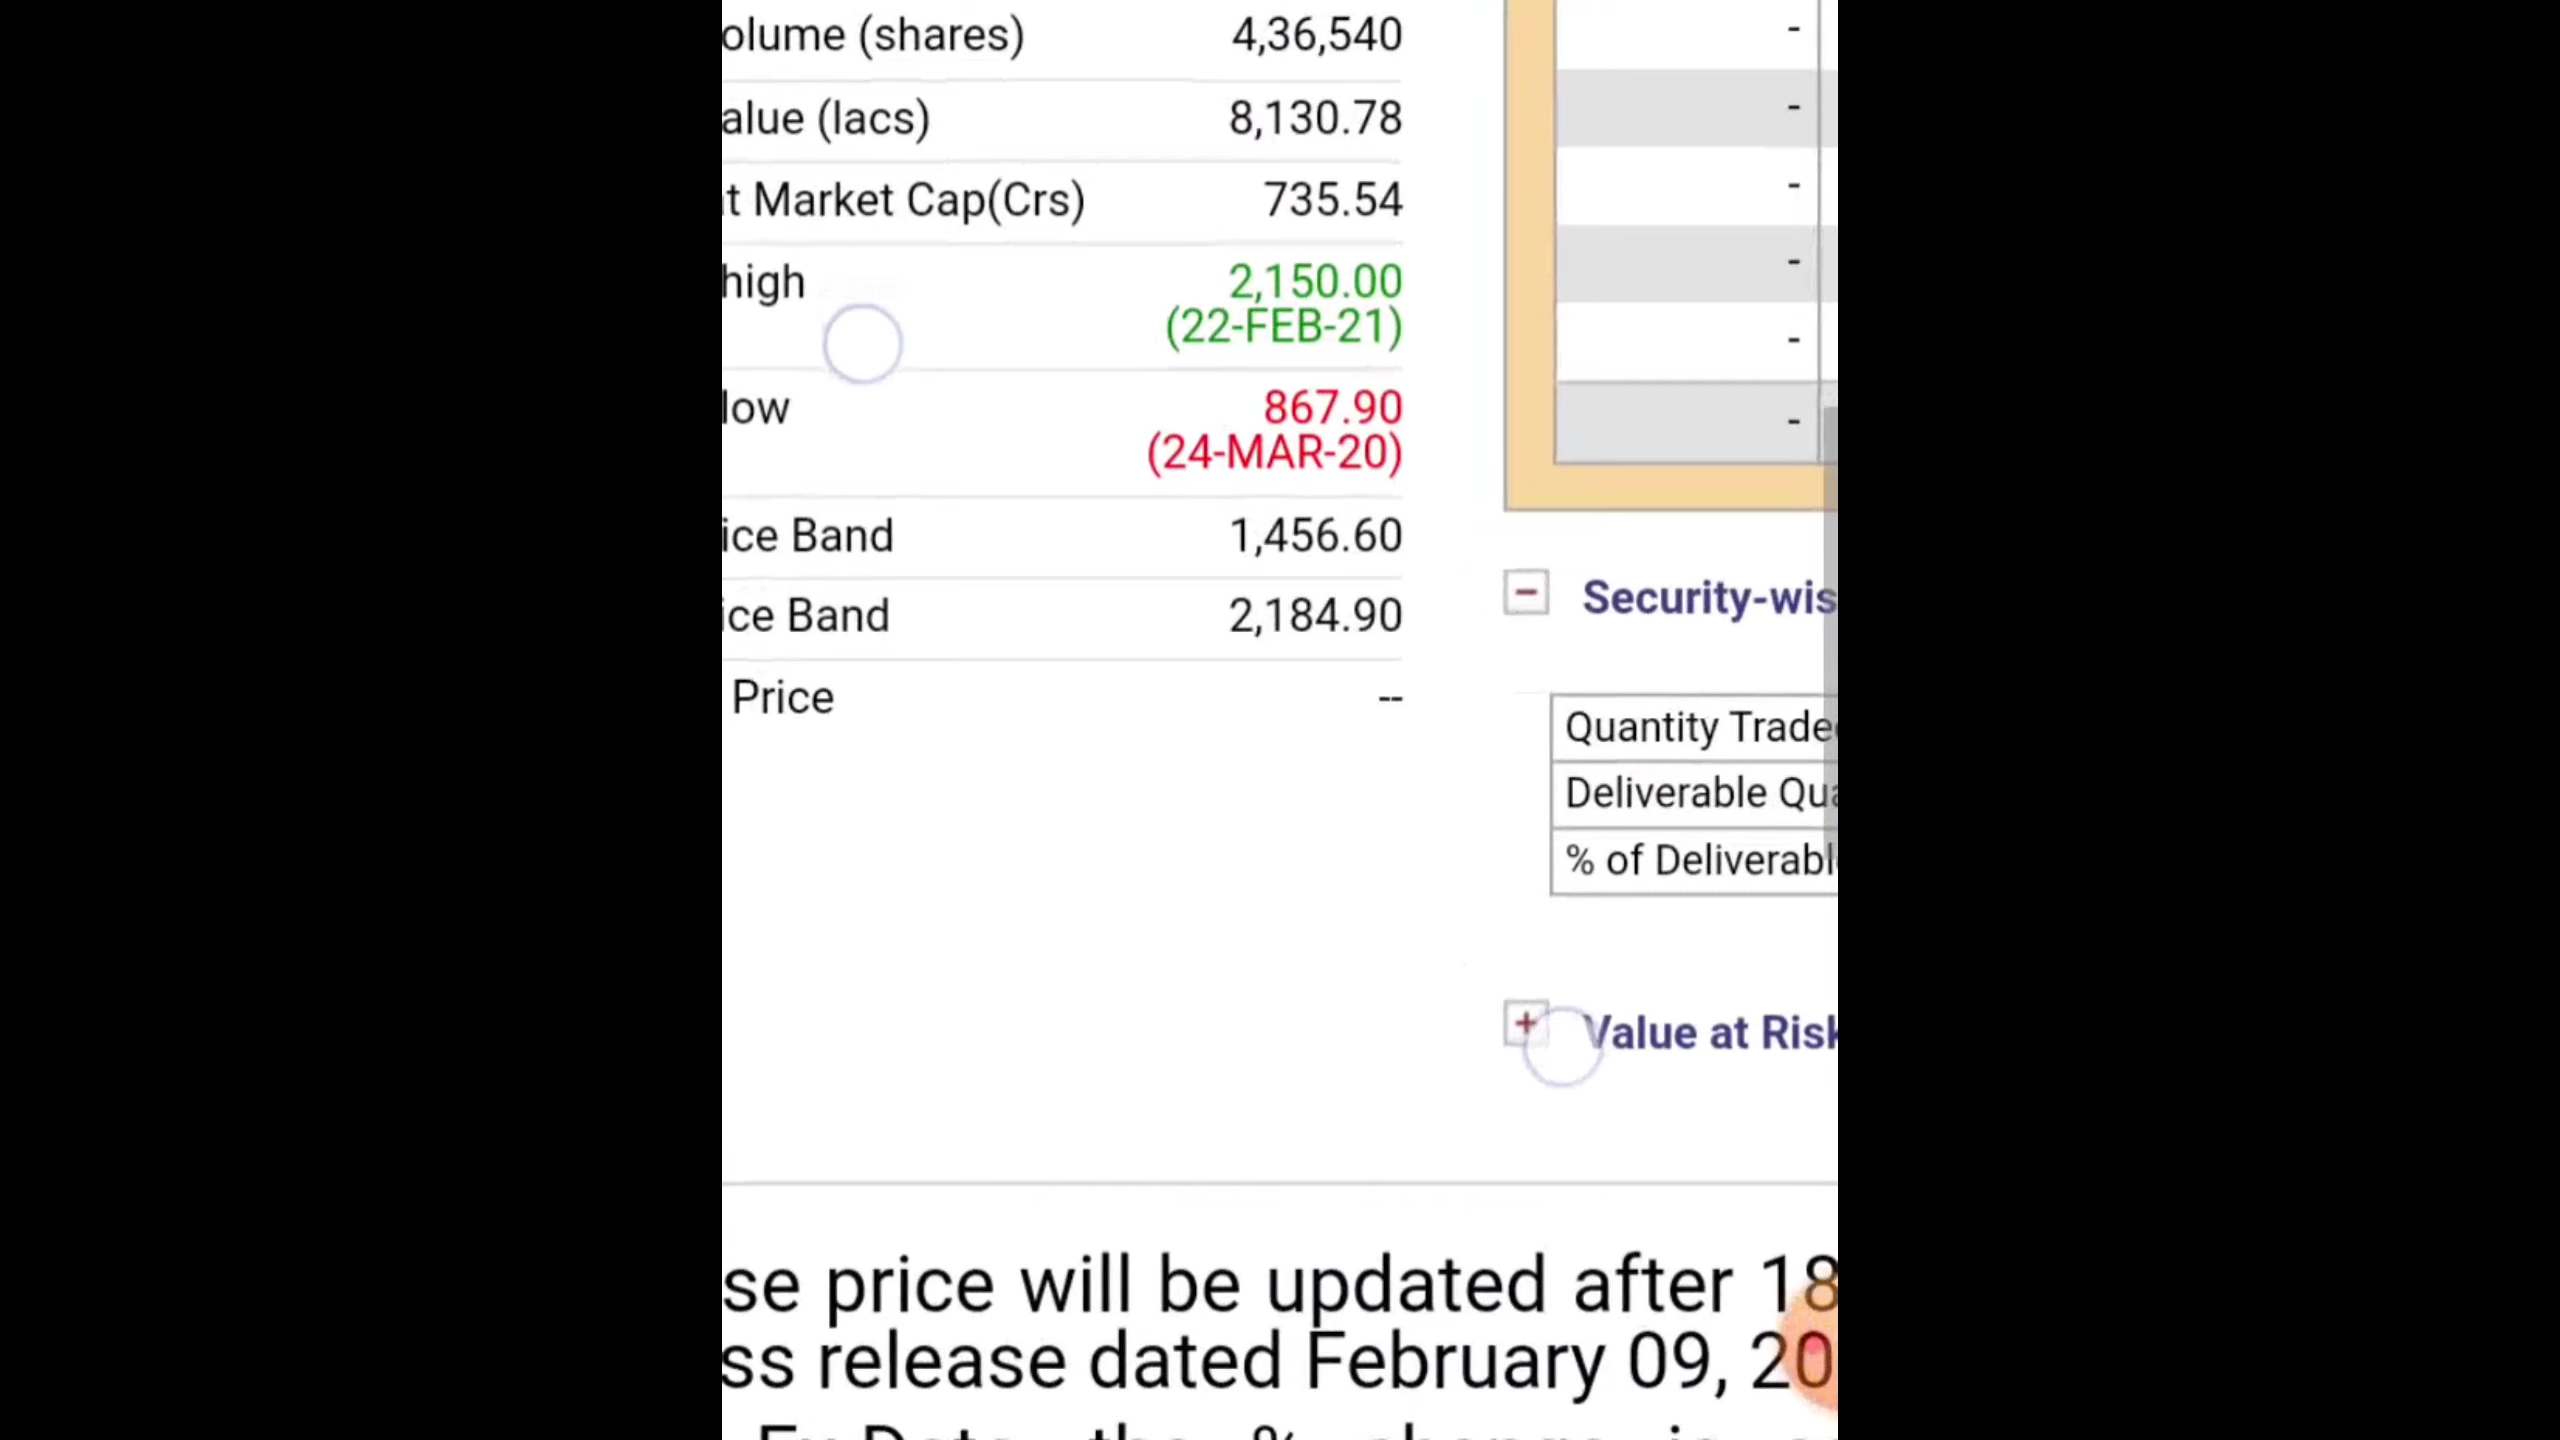 olume (shares) 4,36,540
alue (lacs) 8,130.78
t Market Cap(Crs) 735.54
high 2,150.00
(22-FEB-21)
low 867.90
(24-MAR-20)
ice Band 1,456.60
ice Band 2,184.90
Price --
-
-
-
-
-
-
Security-wis
Quantity Trade
Deliverable Qua
% of Deliverabl
Value at Risk
se price will be updated after 18
ss release dated February 09, 20